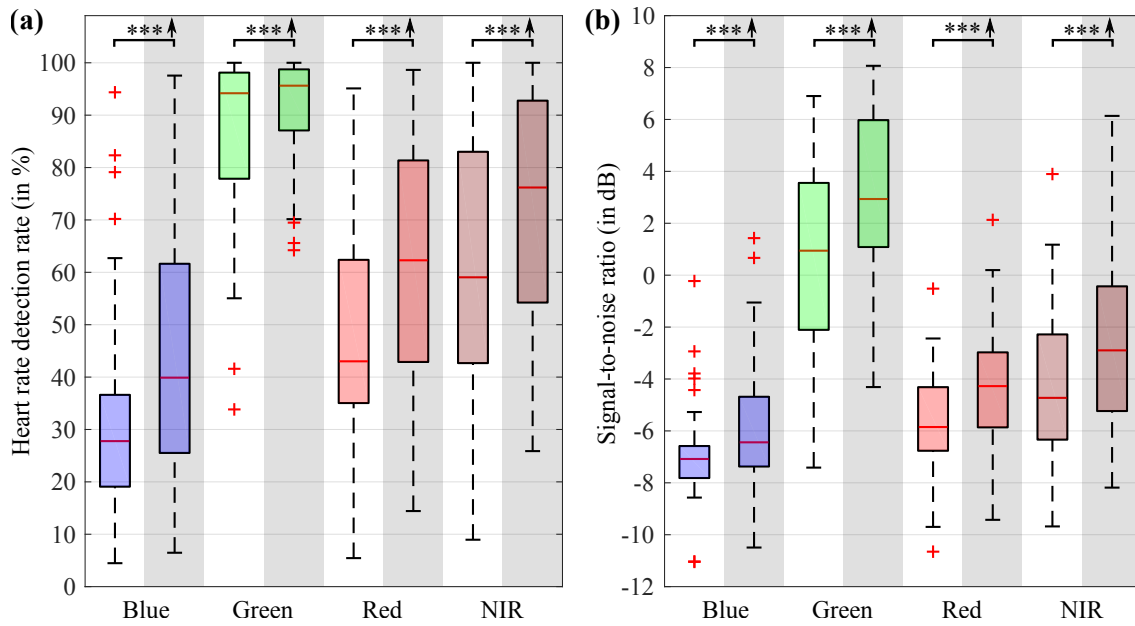 (a)
Heart rate detection rate (in %)
100
90
80
70
60
50
40
30
20
10
0
*** *** *** ***
Blue Green Red NIR
(b)
Signal-to-noise ratio (in dB)
10
8
6
4
2
0
-2
-4
-6
-8
-10
-12
*** *** *** ***
Blue Green Red NIR